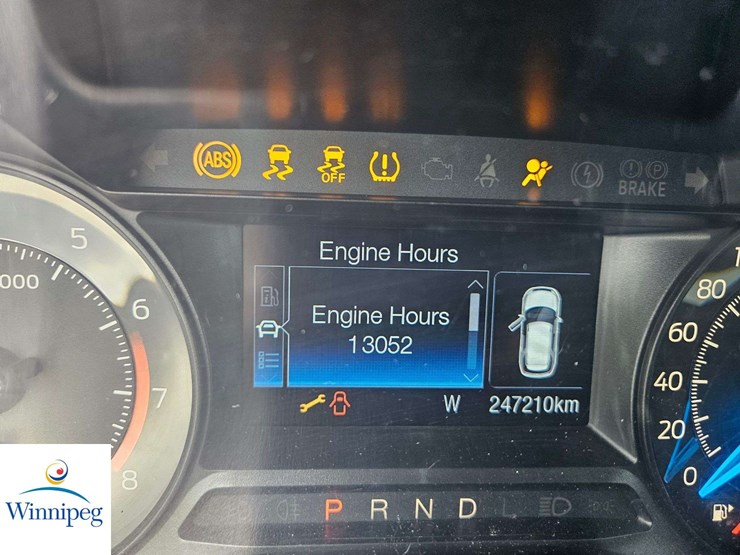 ABS OFF BRAKE
Engine Hours
Engine Hours
13052
W 247210km
5
000
6
7
8
80
60
40
20
0
P R N D L
Winnipeg